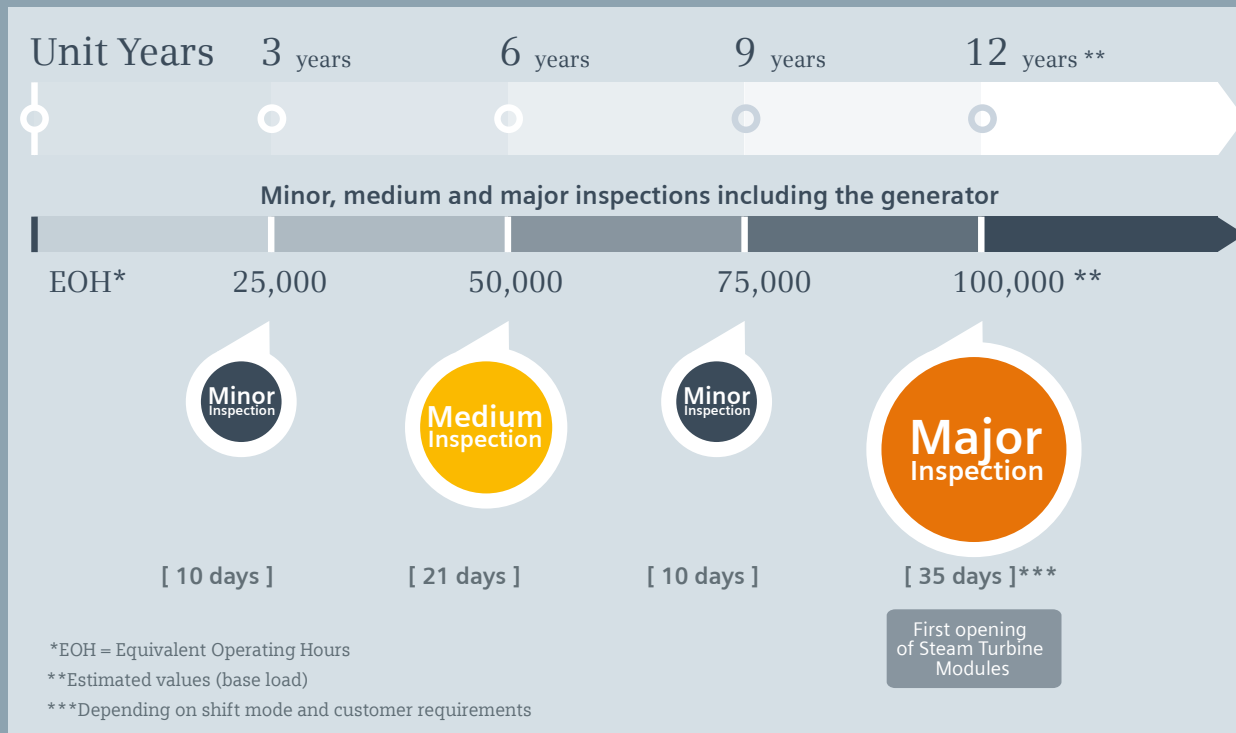 Unit Years 3 years 6 years 9 years 12 years **
Minor, medium and major inspections including the generator
EOH* 25,000 50,000 75,000 100,000 **
Minor
Inspection
Medium
Inspection
Minor
Inspection
Major
Inspection
[ 10 days ] [ 21 days ] [ 10 days ] [ 35 days ]***
First opening
of Steam Turbine
Modules
*EOH = Equivalent Operating Hours
**Estimated values (base load)
***Depending on shift mode and customer requirements